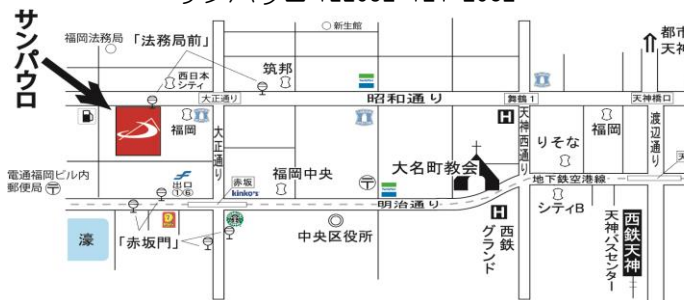 サンパウロ
福岡法務局
「法務局前」
新生館
都市
天神
西日本
シティ
筑邦
大正通り
昭和通り
舞鶴1
天神橋口
福岡
大正通り
天神西通り
りそな
福岡
渡辺通り
電通福岡ビル内
郵便局
出口
①⑥
赤坂
kinko's
福岡中央
大名町教会
地下鉄空港線
明治通り
シティB
濠
「赤坂門」
中央区役所
西鉄
グランド
天神バスセンター
西鉄天神